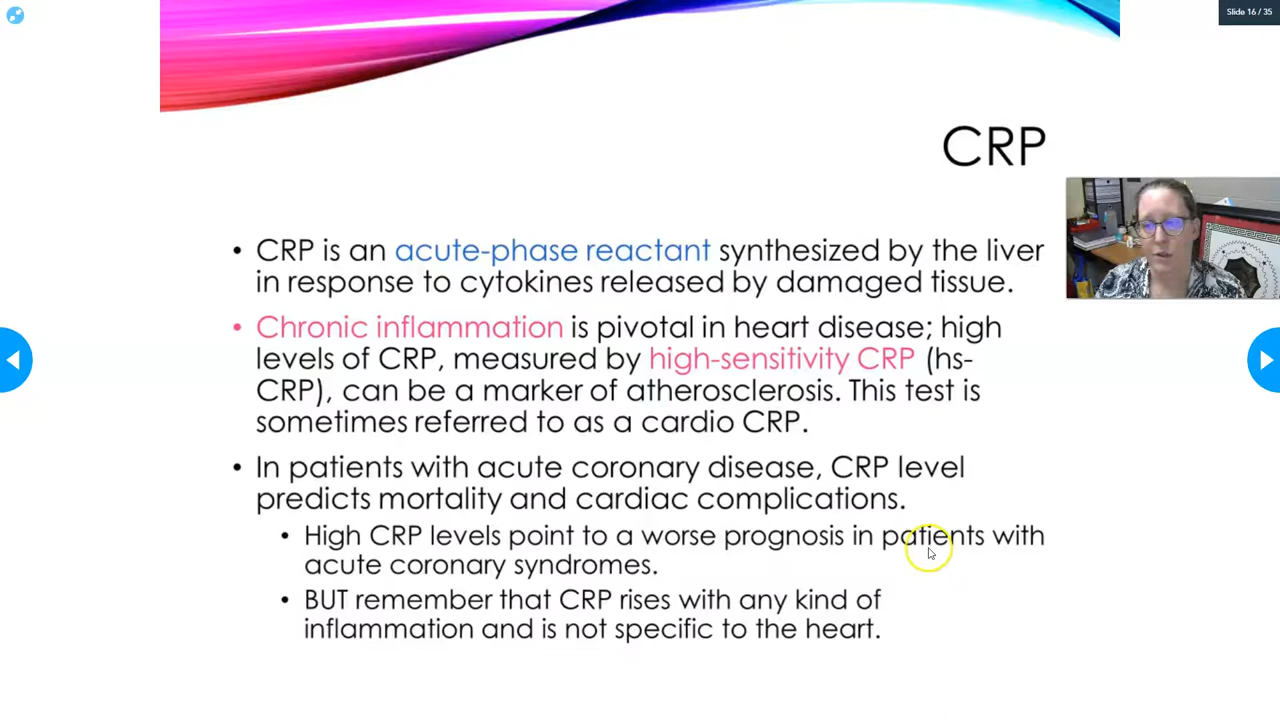 Slide 16 / 35
CRP
• CRP is an acute-phase reactant synthesized by the liver
in response to cytokines released by damaged tissue.
• Chronic inflammation is pivotal in heart disease; high
levels of CRP, measured by high-sensitivity CRP (hs-
CRP), can be a marker of atherosclerosis. This test is
sometimes referred to as a cardio CRP.
• In patients with acute coronary disease, CRP level
predicts mortality and cardiac complications.
• High CRP levels point to a worse prognosis in patients with
acute coronary syndromes.
• BUT remember that CRP rises with any kind of
inflammation and is not specific to the heart.